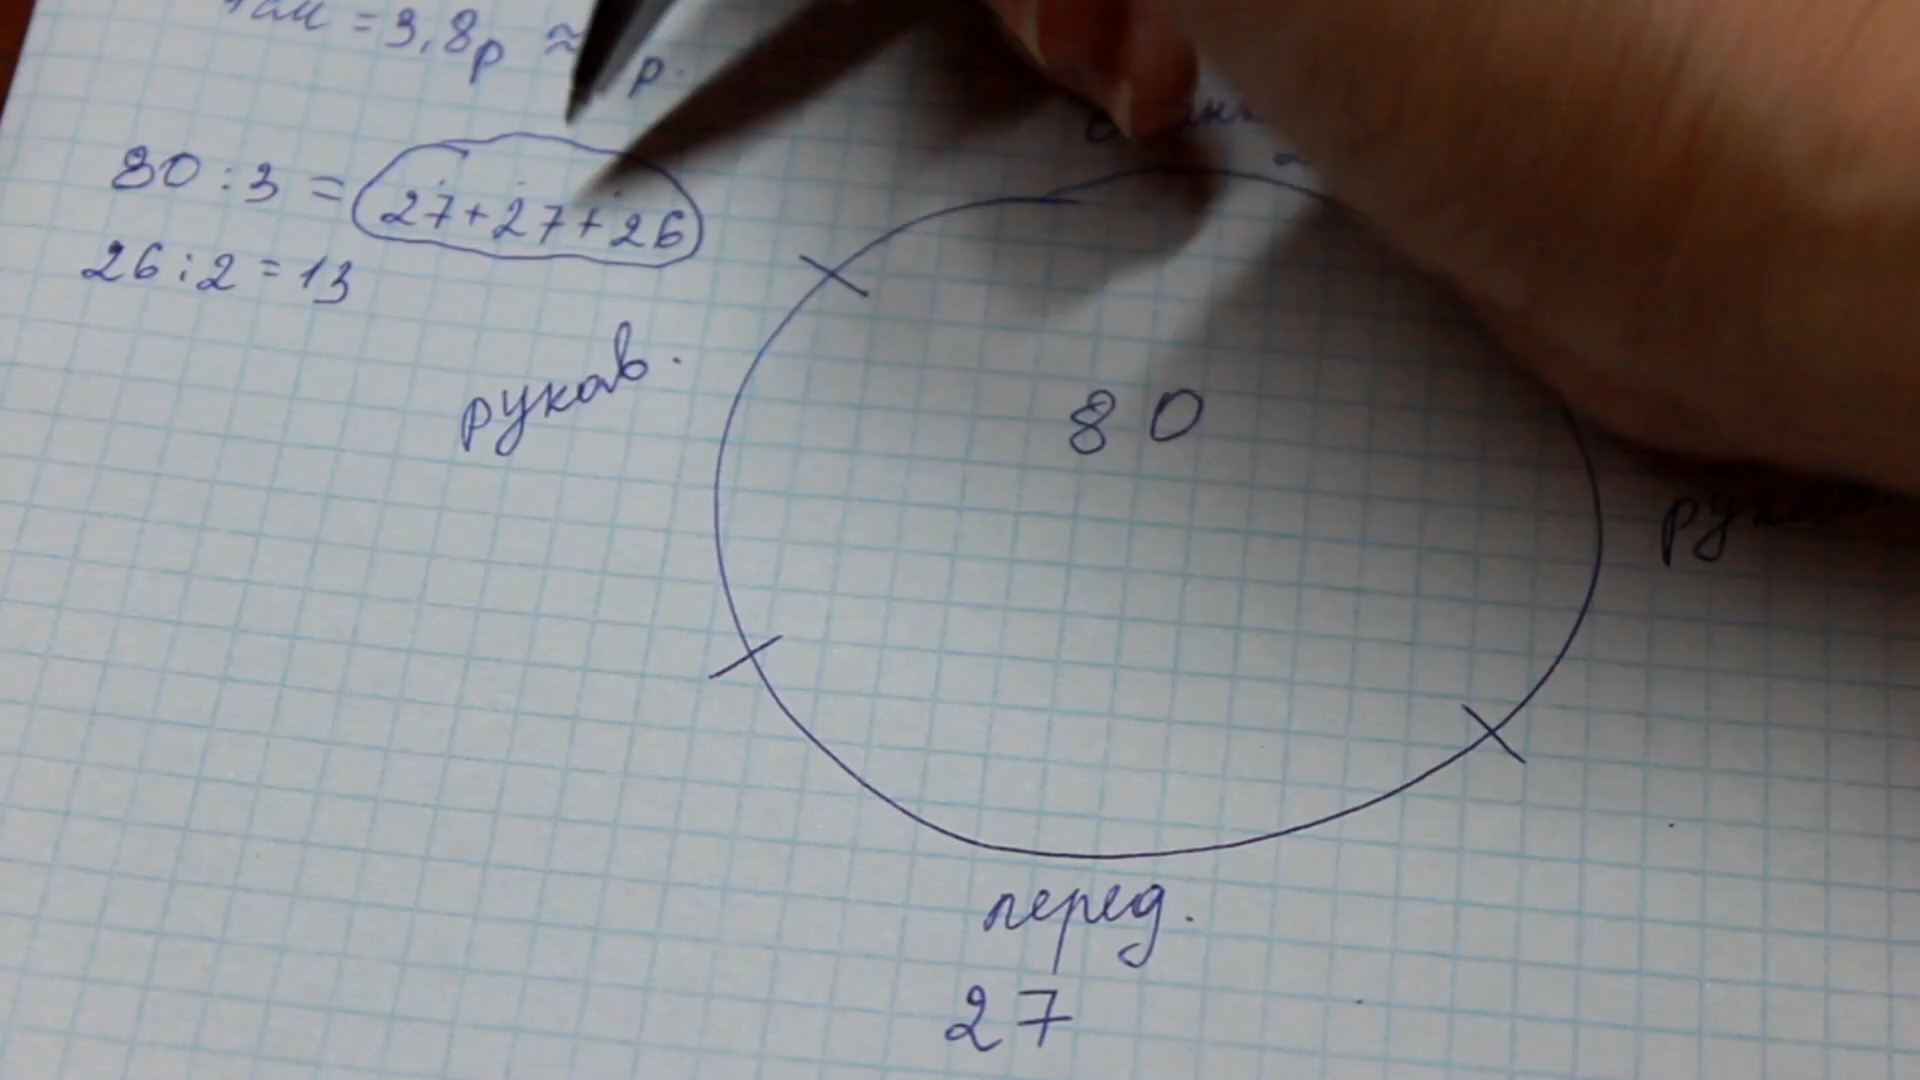 = 3,8р ≈ р.
80 : 3 = 27+27+26
26 : 2 = 13
рукав.
80
перед.
27